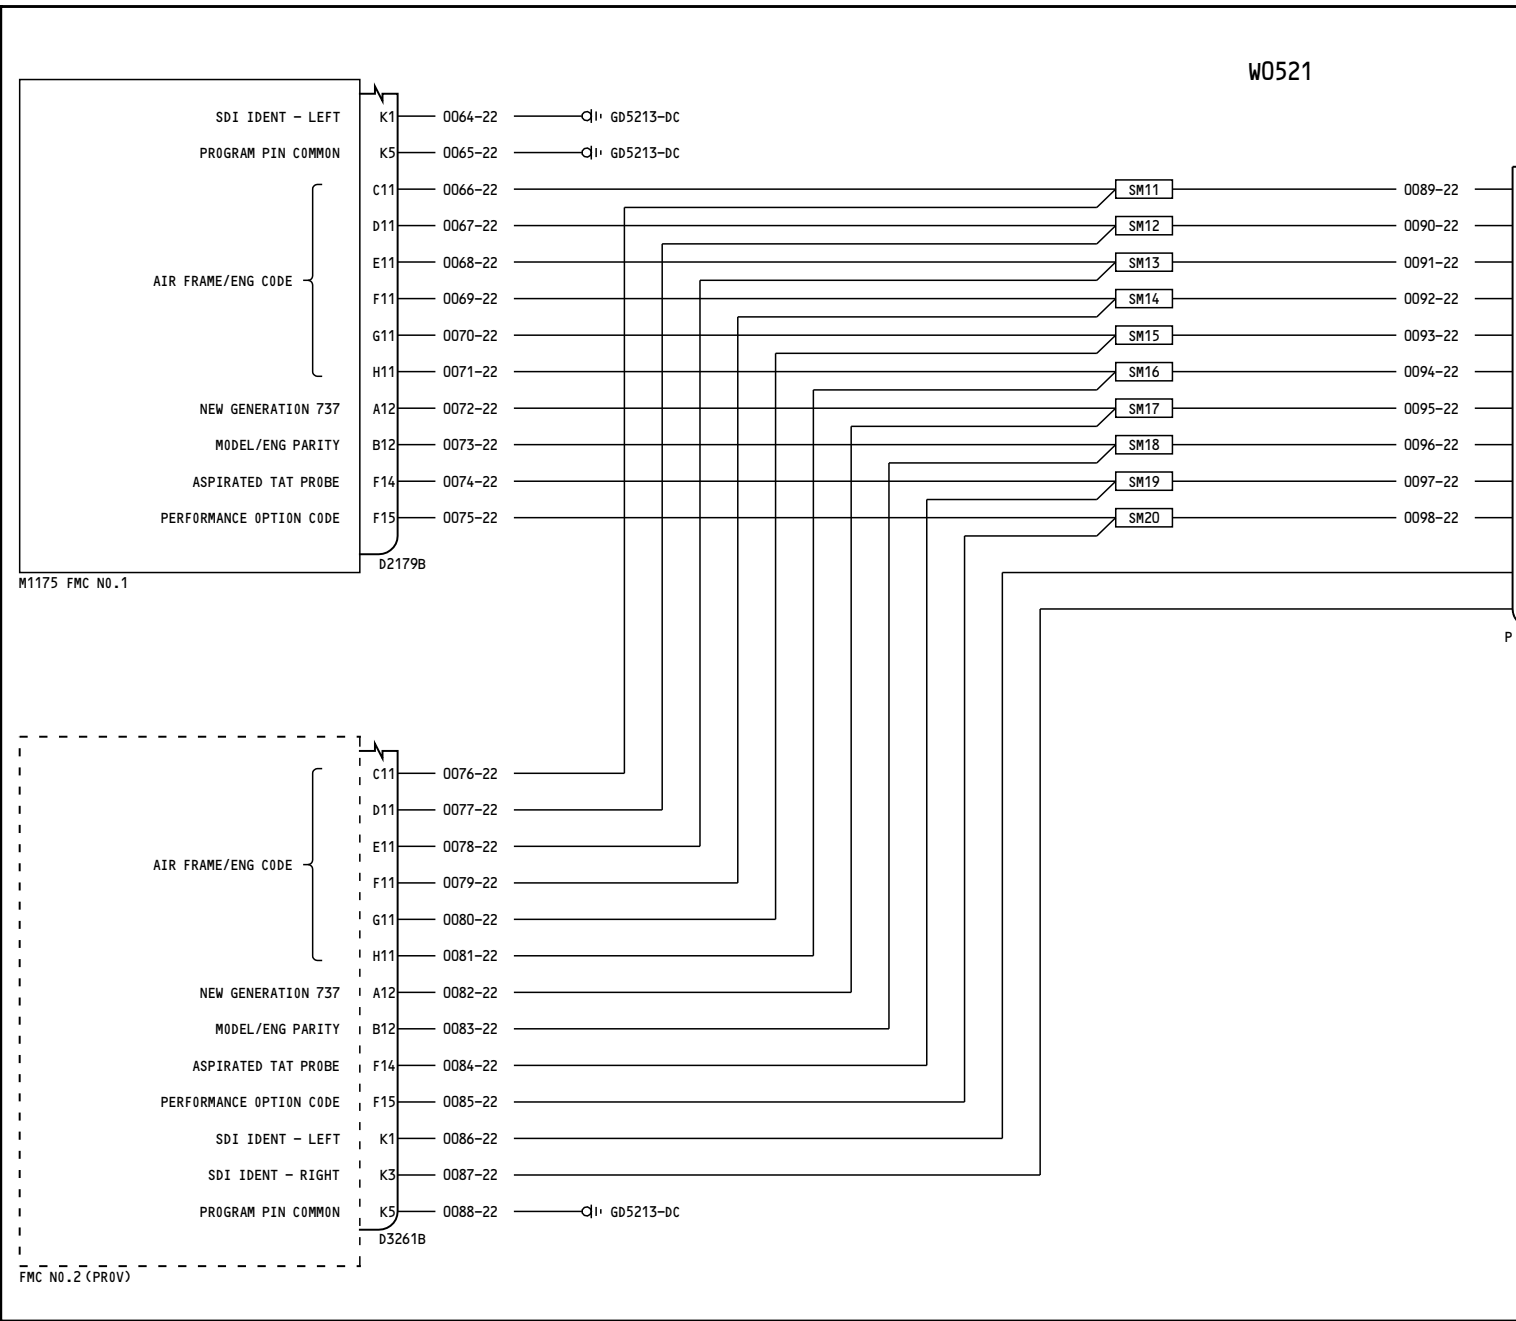 W0521
SDI IDENT - LEFT K1 0064-22 GD5213-DC
PROGRAM PIN COMMON K5 0065-22 GD5213-DC
C11 0066-22 SM11 0089-22
D11 0067-22 SM12 0090-22
E11 0068-22 SM13 0091-22
AIR FRAME/ENG CODE
F11 0069-22 SM14 0092-22
G11 0070-22 SM15 0093-22
H11 0071-22 SM16 0094-22
NEW GENERATION 737 A12 0072-22 SM17 0095-22
MODEL/ENG PARITY B12 0073-22 SM18 0096-22
ASPIRATED TAT PROBE F14 0074-22 SM19 0097-22
PERFORMANCE OPTION CODE F15 0075-22 SM20 0098-22
D2179B
M1175 FMC NO.1
P
C11 0076-22
D11 0077-22
E11 0078-22
AIR FRAME/ENG CODE
F11 0079-22
G11 0080-22
H11 0081-22
NEW GENERATION 737 A12 0082-22
MODEL/ENG PARITY B12 0083-22
ASPIRATED TAT PROBE F14 0084-22
PERFORMANCE OPTION CODE F15 0085-22
SDI IDENT - LEFT K1 0086-22
SDI IDENT - RIGHT K3 0087-22
PROGRAM PIN COMMON K5 0088-22 GD5213-DC
D3261B
FMC NO.2 (PROV)